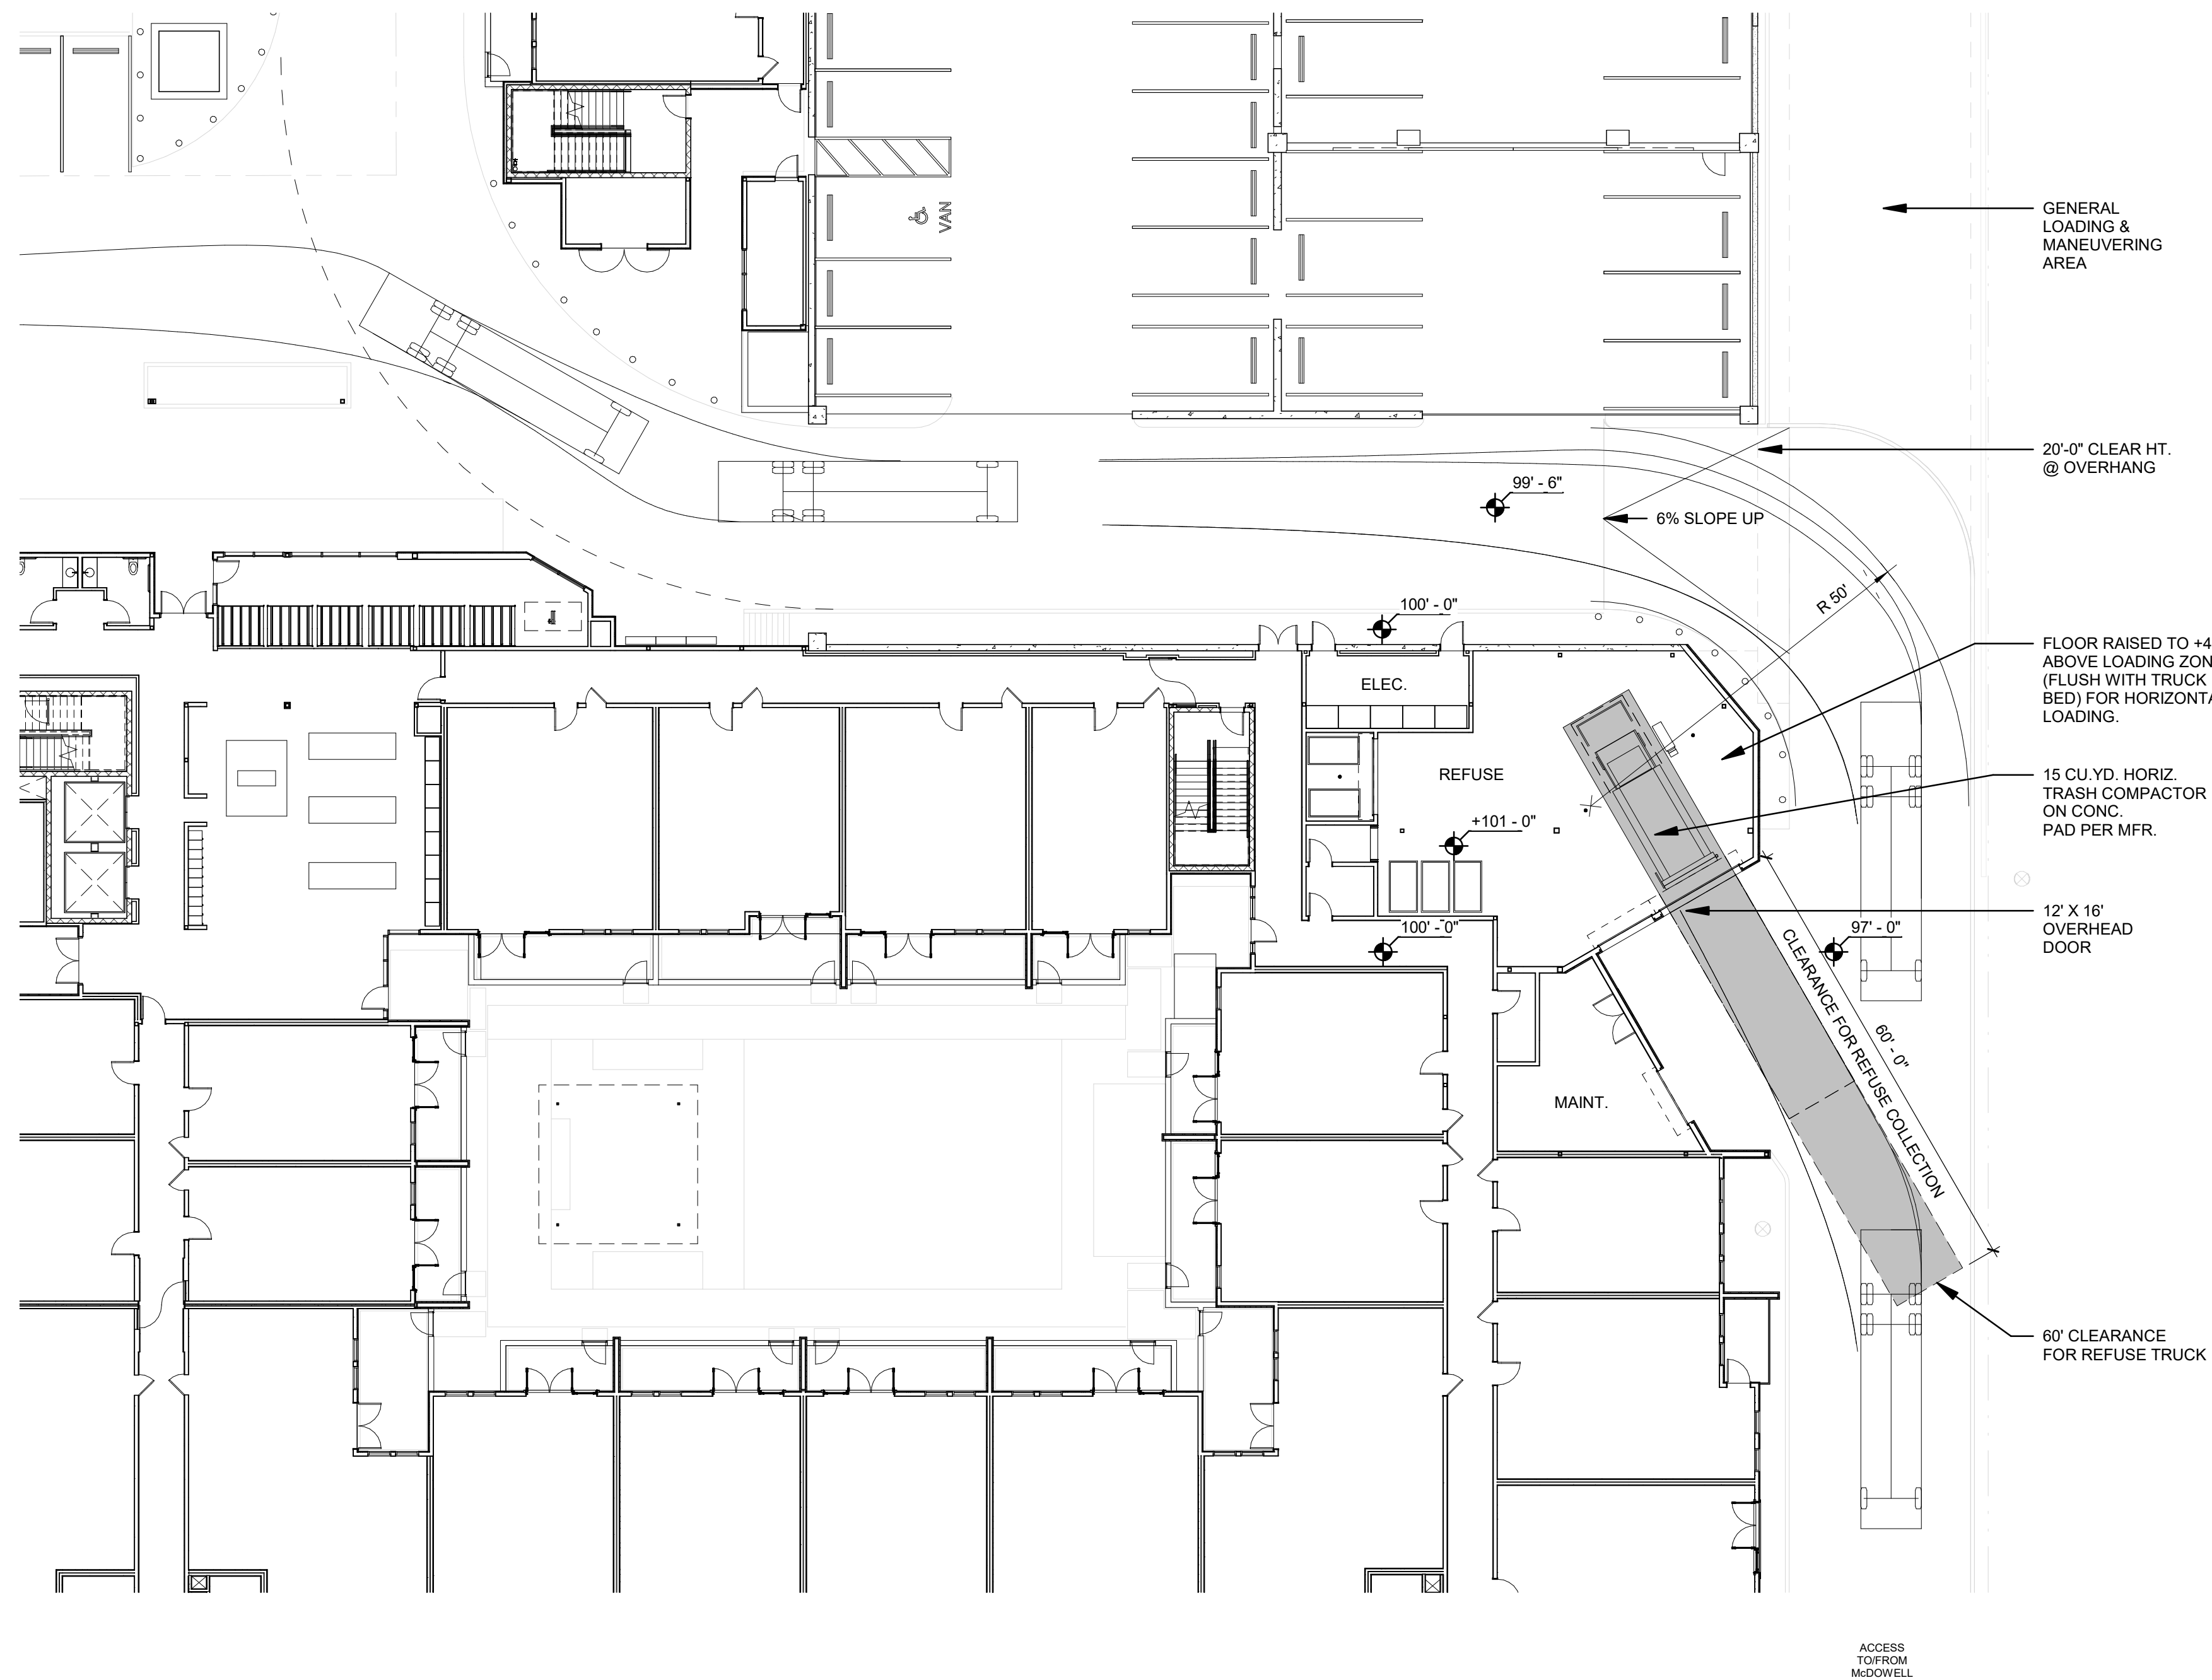 VAN
GENERAL
LOADING &
MANEUVERING
AREA
20'-0" CLEAR HT.
@ OVERHANG
99' - 6"
6% SLOPE UP
R 50'
100' - 0"
ELEC.
FLOOR RAISED TO +4
ABOVE LOADING ZON
(FLUSH WITH TRUCK
BED) FOR HORIZONTA
LOADING.
REFUSE
15 CU.YD. HORIZ.
TRASH COMPACTOR
ON CONC.
PAD PER MFR.
+101 - 0"
12' X 16'
OVERHEAD
DOOR
100' - 0"
97' - 0"
CLEARANCE FOR REFUSE COLLECTION
60' - 0"
MAINT.
60' CLEARANCE
FOR REFUSE TRUCK
ACCESS
TO/FROM
McDOWELL